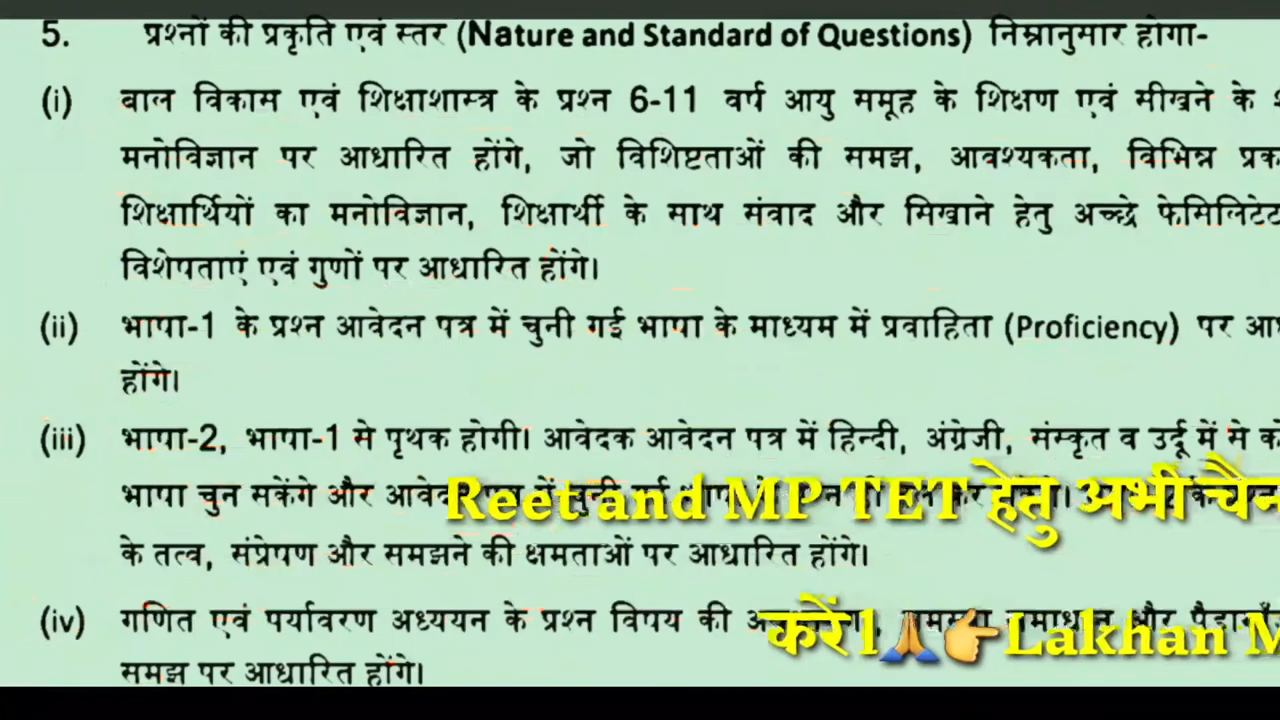 5. प्रश्नों की प्रकृति एवं स्तर (Nature and Standard of Questions) निम्नानुसार होगा-
(i) बाल विकास एवं शिक्षाशास्त्र के प्रश्न 6-11 वर्ष आयु समूह के शिक्षण एवं सीखने के
मनोविज्ञान पर आधारित होंगे, जो विशिष्टताओं की समझ, आवश्यकता, विभिन्न
शिक्षार्थियों का मनोविज्ञान, शिक्षार्थी के साथ संवाद और सिखाने हेतु अच्छे
विशेषताएं एवं गुणों पर आधारित होंगे।
(ii) भाषा-1 के प्रश्न आवेदन पत्र में चुनी गई भाषा के माध्यम में प्रवाहिता (Proficiency) पर
होंगे।
(iii) भाषा-2, भाषा-1 से पृथक होगी। आवेदक आवेदन पत्र में हिन्दी, अंग्रेजी, संस्कृत व उर्दू में से
भाषा चुन सकेंगे और
Reet and MP TET हेतु अभी
के तत्व, संप्रेषण और समझने की क्षमताओं पर आधारित होंगे।
(iv) गणित एवं पर्यावरण अध्ययन के प्रश्न विषय की और
करें l🙏👉Lakhan
समझ पर आधारित होंगे।